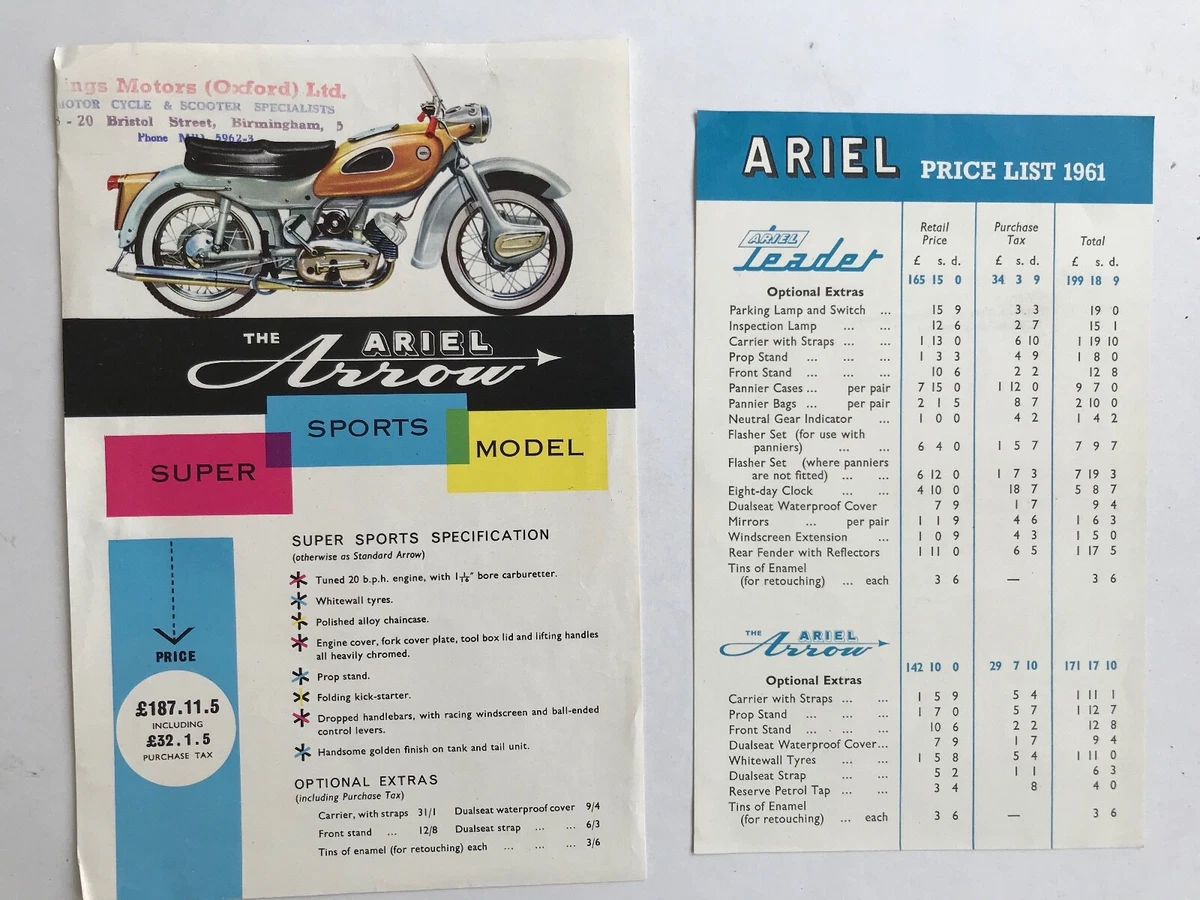 ings Motors (Oxford) Ltd.
MOTOR CYCLE & SCOOTER SPECIALISTS
- 20 Bristol Street, Birmingham, 5
Phone 5962-3
THE ARIEL
Arrow
SUPER SPORTS MODEL
PRICE
£187.11.5
INCLUDING
£32.1.5
PURCHASE TAX
SUPER SPORTS SPECIFICATION
(otherwise as Standard Arrow)
Tuned 20 b.h.p. engine, with 1 1/16" bore carburetter.
Whitewall tyres.
Polished alloy chaincase.
Engine cover, fork cover plate, tool box lid and lifting handles
all heavily chromed.
Prop stand.
Folding kick-starter.
Dropped handlebars, with racing windscreen and ball-ended
control levers.
Handsome golden finish on tank and tail unit.
OPTIONAL EXTRAS
(including Purchase Tax)
Carrier, with straps 31/1 Dualseat waterproof cover 9/4
Front stand ... 12/8 Dualseat strap ... ... 6/3
Tins of enamel (for retouching) each ... ... ... 3/6
ARIEL PRICE LIST 1961
Retail Price Purchase Tax Total
£ s. d. £ s. d. £ s. d.
ARIEL Leader 165 15 0 34 3 9 199 18 9
Optional Extras
Parking Lamp and Switch ... 15 9 3 3 19 0
Inspection Lamp ... ... 12 6 2 7 15 1
Carrier with Straps ... ... 1 13 0 6 10 1 19 10
Prop Stand ... ... ... 1 3 3 4 9 1 8 0
Front Stand ... ... ... 10 6 2 2 12 8
Pannier Cases ... per pair 7 15 0 1 12 0 9 7 0
Pannier Bags ... per pair 2 1 5 8 7 2 10 0
Neutral Gear Indicator ... 1 0 0 4 2 1 4 2
Flasher Set (for use with
panniers) ... ... 6 4 0 1 5 7 7 9 7
Flasher Set (where panniers
are not fitted) ... ... 6 12 0 1 7 3 7 19 3
Eight-day Clock ... ... 4 10 0 18 7 5 8 7
Dualseat Waterproof Cover 7 9 1 7 9 4
Mirrors ... per pair 1 1 9 4 6 1 6 3
Windscreen Extension ... 1 0 9 4 3 1 5 0
Rear Fender with Reflectors 1 11 0 6 5 1 17 5
Tins of Enamel
(for retouching) ... each 3 6 — 3 6
THE ARIEL Arrow 142 10 0 29 7 10 171 17 10
Optional Extras
Carrier with Straps ... ... 1 5 9 5 4 1 11 1
Prop Stand ... ... ... 1 7 0 5 7 1 12 7
Front Stand ... ... ... 10 6 2 2 12 8
Dualseat Waterproof Cover... 7 9 1 7 9 4
Whitewall Tyres ... ... 1 5 8 5 4 1 11 0
Dualseat Strap ... ... 5 2 1 1 6 3
Reserve Petrol Tap ... ... 3 4 8 4 0
Tins of Enamel
(for retouching) ... each 3 6 — 3 6